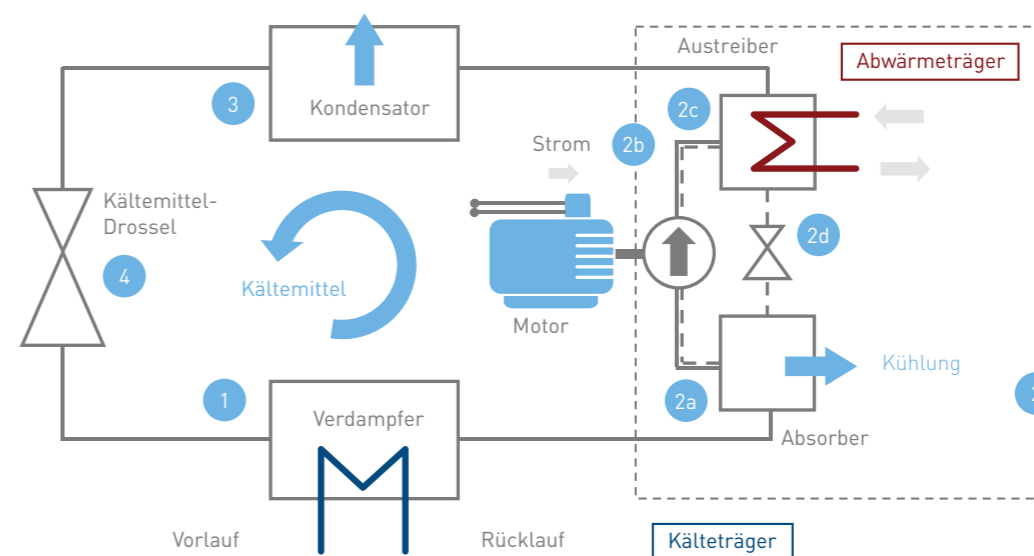 Austreiber
Abwärmeträger
3
Kondensator
2c
Strom
2b
Kältemittel-
Drossel
2d
4
Kältemittel
Motor
Kühlung
1
Verdampfer
2a
Absorber
2
Vorlauf
Rücklauf
Kälteträger